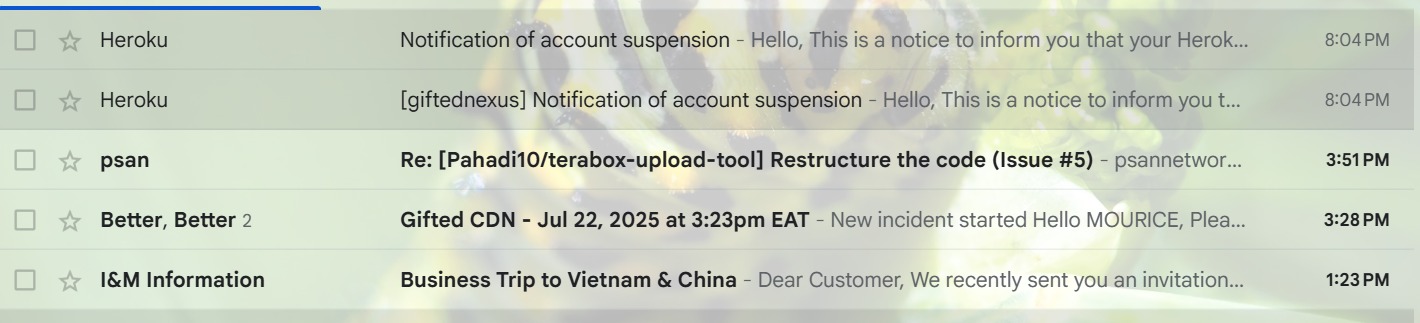 Heroku Notification of account suspension - Hello, This is a notice to inform you that your Herok... 8:04 PM
Heroku [giftednexus] Notification of account suspension - Hello, This is a notice to inform you t... 8:04 PM
psan Re: [Pahadi10/terabox-upload-tool] Restructure the code (Issue #5) - psannetwor... 3:51 PM
Better, Better 2 Gifted CDN - Jul 22, 2025 at 3:23pm EAT - New incident started Hello MOURICE, Plea... 3:28 PM
I&M Information Business Trip to Vietnam & China - Dear Customer, We recently sent you an invitation... 1:23 PM